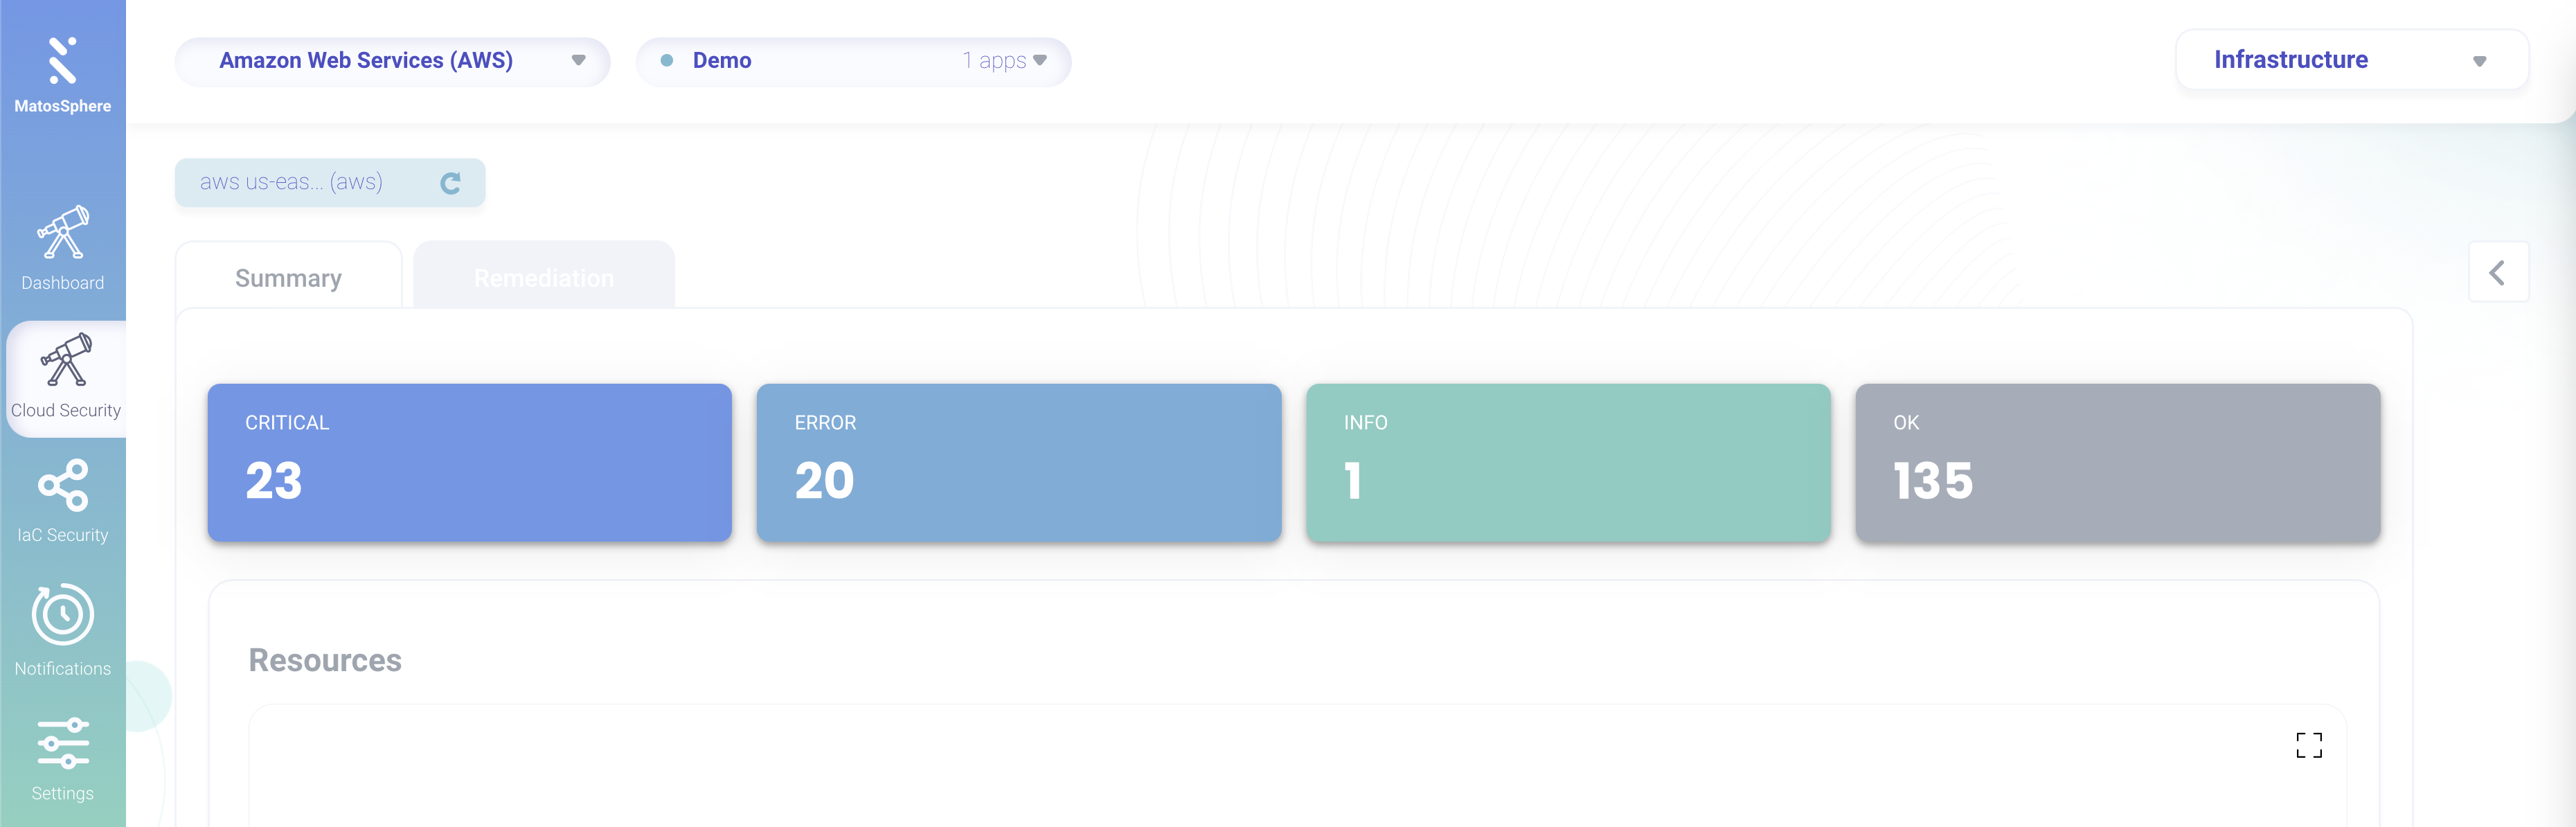 MatosSphere
Amazon Web Services (AWS)
Demo
1 apps
Infrastructure
aws us-eas... (aws)
Summary
Remediation
Dashboard
Cloud Security
IaC Security
Notifications
Settings
CRITICAL
23
ERROR
20
INFO
1
OK
135
Resources